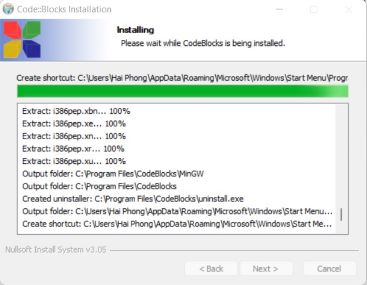 Code::Blocks Installation
Installing
Please wait while CodeBlocks is being installed.
Create shortcut: C:\Users\Hai Phong\AppData\Roaming\Microsoft\Windows\Start Menu\Progr
Extract: i386pep.xbn... 100%
Extract: i386pep.xe... 100%
Extract: i386pep.xn... 100%
Extract: i386pep.xr... 100%
Extract: i386pep.xu... 100%
Output folder: C:\Program Files\CodeBlocks\MinGW
Output folder: C:\Program Files\CodeBlocks
Created uninstaller: C:\Program Files\CodeBlocks\uninstall.exe
Output folder: C:\Users\Hai Phong\AppData\Roaming\Microsoft\Windows\Start Menu...
Create shortcut: C:\Users\Hai Phong\AppData\Roaming\Microsoft\Windows\Start Me...
Nullsoft Install System v3.05
< Back Next > Cancel